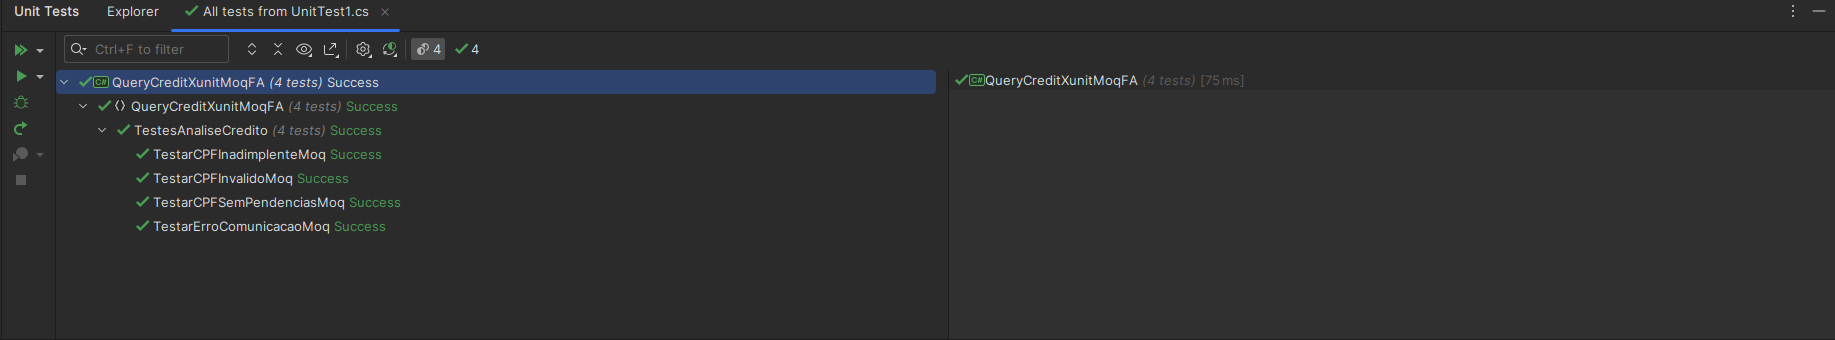 Unit Tests Explorer All tests from UnitTest1.cs
Ctrl+F to filter 4 4
C# QueryCreditXunitMoqFA (4 tests) Success
C# QueryCreditXunitMoqFA (4 tests) [75 ms]
QueryCreditXunitMoqFA (4 tests) Success
TestesAnaliseCredito (4 tests) Success
TestarCPFInadimplenteMoq Success
TestarCPFInvalidoMoq Success
TestarCPFSemPendenciasMoq Success
TestarErroComunicacaoMoq Success